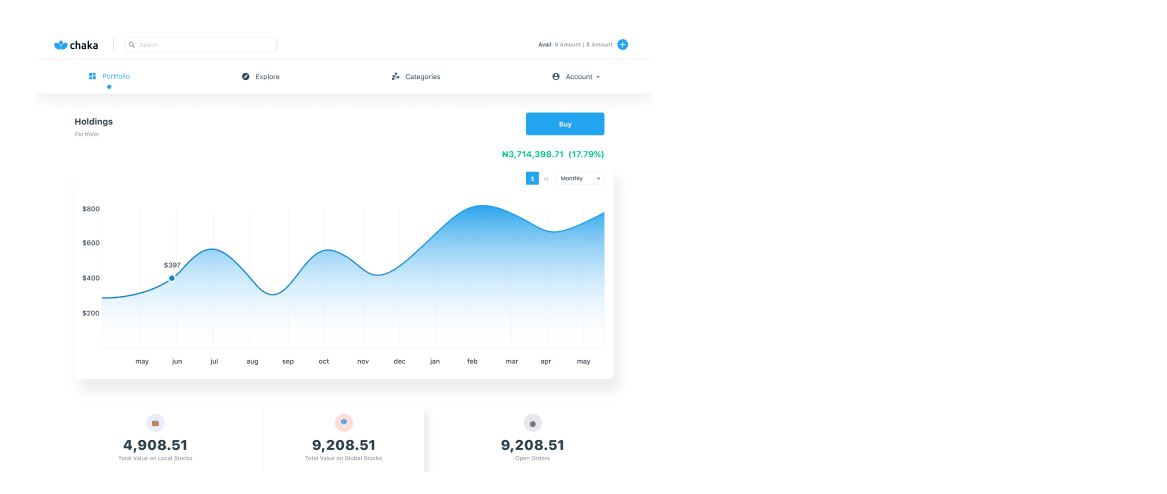 chaka
Search
Avail ₦ Amount | $ Amount
Portfolio
Explore
Categories
Account
Holdings
Portfolio
Buy
₦3,714,398.71 (17.79%)
$ ₦ Monthly
$800
$600
$397
$400
$200
may jun jul aug sep oct nov dec jan feb mar apr may
4,908.51
Total Value on Local Stocks
9,208.51
Total Value on Global Stocks
9,208.51
Open Orders